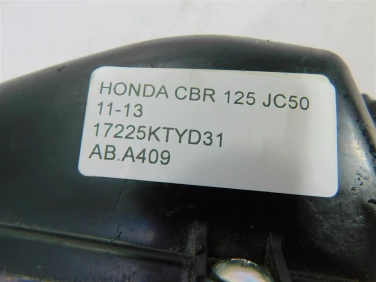 HONDA CBR 125 JC50
11-13
17225KTYD31
AB.A409